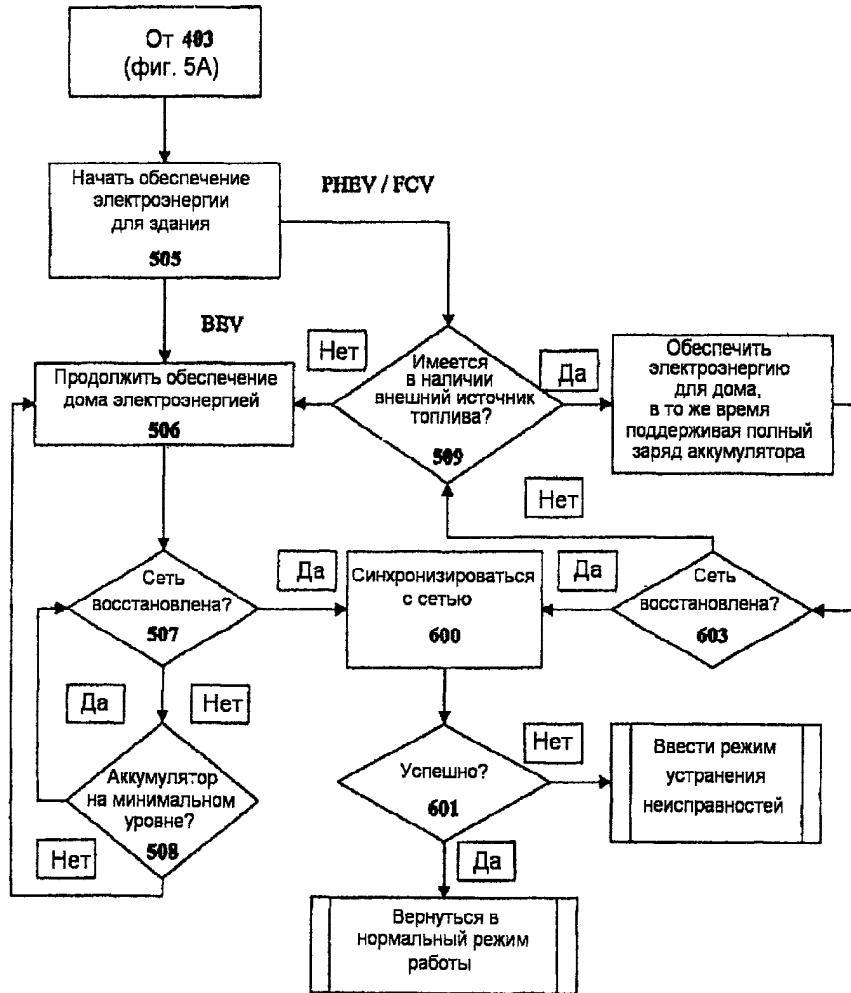 От 403
(фиг. 5А)
Начать обеспечение
электроэнергии
для здания
505
PHEV / FCV
BEV
Продолжить обеспечение
дома электроэнергией
506
Нет
Имеется
в наличии
внешний источник
топлива?
509
Да
Обеспечить
электроэнергию
для дома,
в то же время
поддерживая полный
заряд аккумулятора
Нет
Сеть
восстановлена?
507
Да
Синхронизироваться
с сетью
600
Да
Сеть
восстановлена?
603
Да
Нет
Аккумулятор
на минимальном
уровне?
508
Нет
Успешно?
601
Нет
Ввести режим
устранения
неисправностей
Да
Вернуться в
нормальный режим
работы